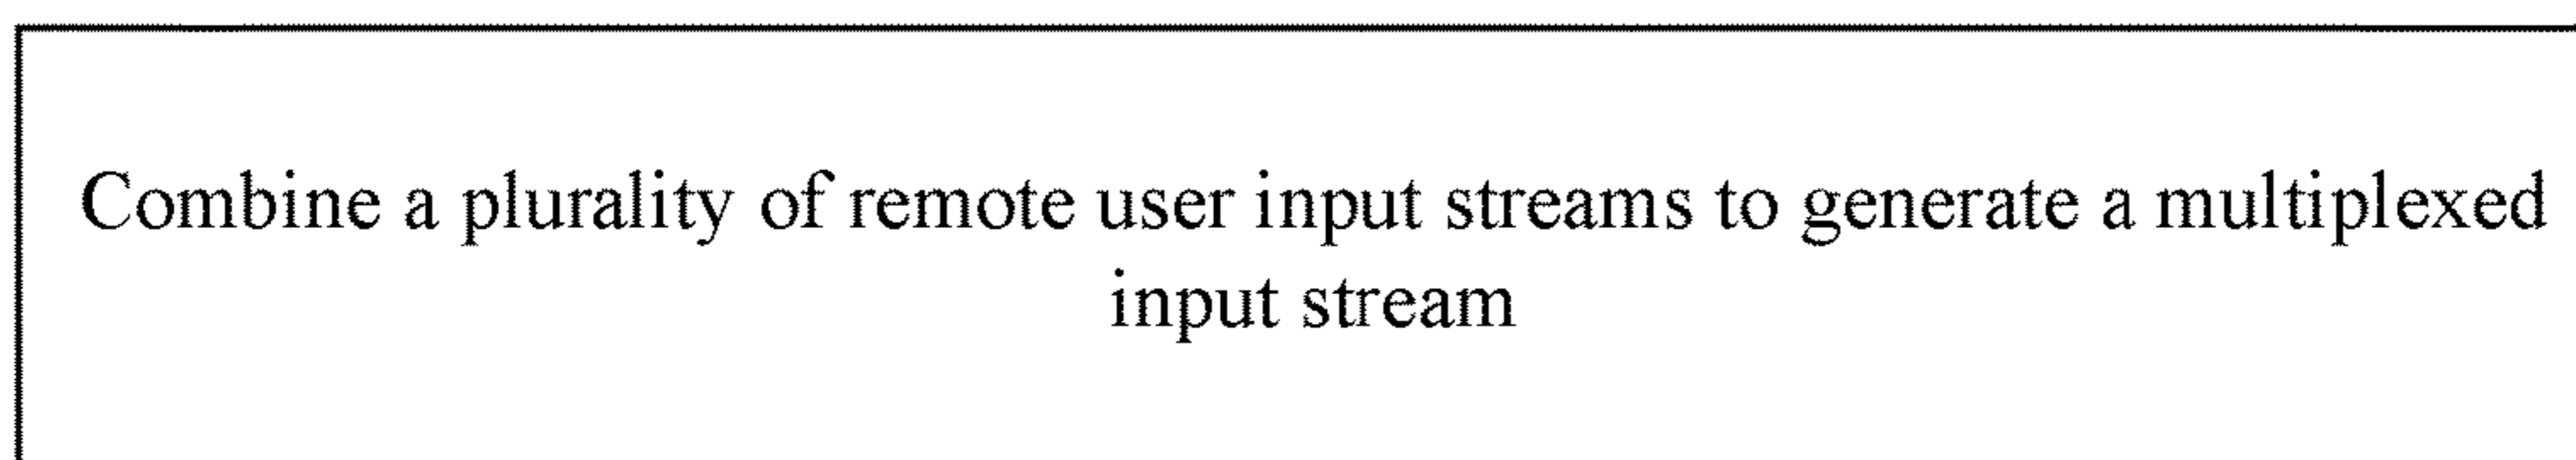 Combine a plurality of remote user input streams to generate a multiplexed
input stream